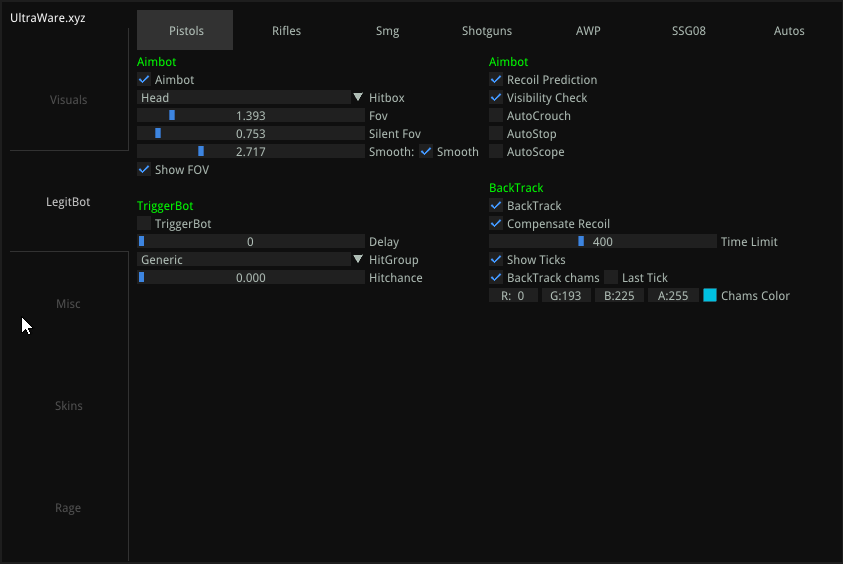 UltraWare.xyz
Visuals
LegitBot
Misc
Skins
Rage
Pistols Rifles Smg Shotguns AWP SSG08 Autos
Aimbot
Aimbot
Head Hitbox
1.393 Fov
0.753 Silent Fov
2.717 Smooth: Smooth
Show FOV
TriggerBot
TriggerBot
0 Delay
Generic HitGroup
0.000 Hitchance
Aimbot
Recoil Prediction
Visibility Check
AutoCrouch
AutoStop
AutoScope
BackTrack
BackTrack
Compensate Recoil
400 Time Limit
Show Ticks
BackTrack chams Last Tick
R: 0 G:193 B:225 A:255 Chams Color